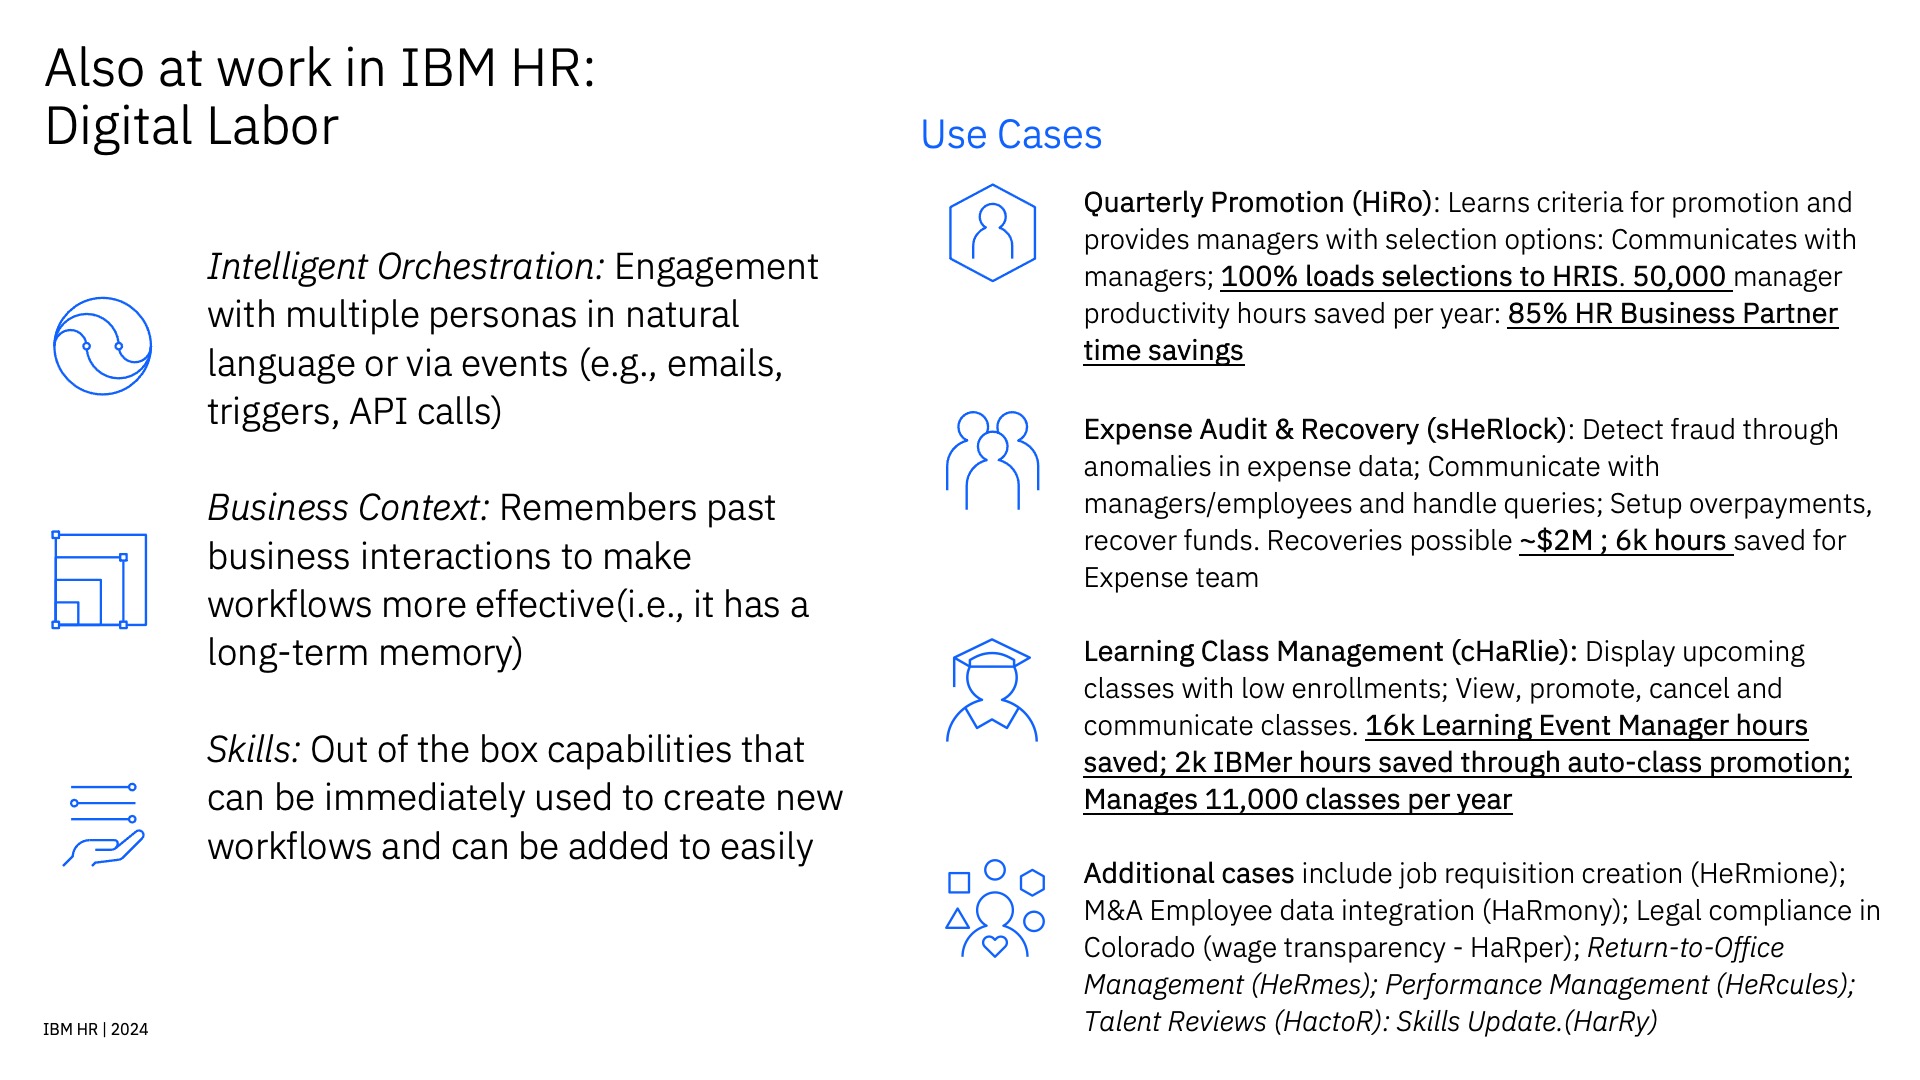 Also at work in IBM HR:
Digital Labor
Intelligent Orchestration: Engagement
with multiple personas in natural
language or via events (e.g., emails,
triggers, API calls)
Business Context: Remembers past
business interactions to make
workflows more effective(i.e., it has a
long-term memory)
Skills: Out of the box capabilities that
can be immediately used to create new
workflows and can be added to easily
Use Cases
Quarterly Promotion (HiRo): Learns criteria for promotion and
provides managers with selection options: Communicates with
managers; 100% loads selections to HRIS. 50,000 manager
productivity hours saved per year: 85% HR Business Partner
time savings
Expense Audit & Recovery (sHeRlock): Detect fraud through
anomalies in expense data; Communicate with
managers/employees and handle queries; Setup overpayments,
recover funds. Recoveries possible ~$2M ; 6k hours saved for
Expense team
Learning Class Management (cHaRlie): Display upcoming
classes with low enrollments; View, promote, cancel and
communicate classes. 16k Learning Event Manager hours
saved; 2k IBMer hours saved through auto-class promotion;
Manages 11,000 classes per year
Additional cases include job requisition creation (HeRmione);
M&A Employee data integration (HaRmony); Legal compliance in
Colorado (wage transparency - HaRper); Return-to-Office
Management (HeRmes); Performance Management (HeRcules);
Talent Reviews (HactoR): Skills Update.(HarRy)
IBM HR | 2024